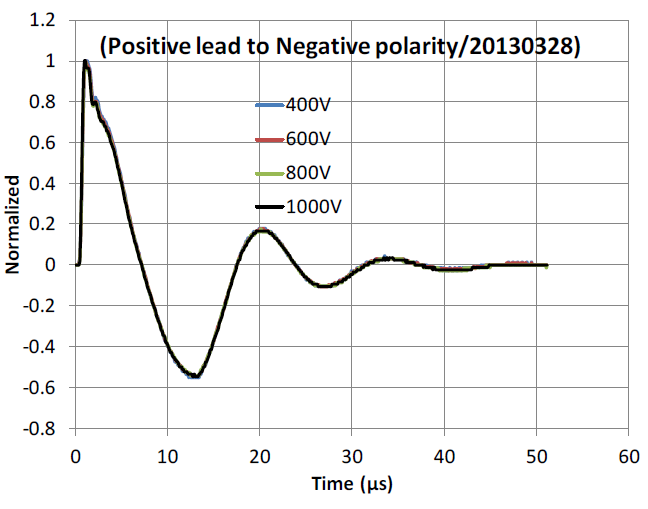 (Positive lead to Negative polarity/20130328)
1.2
1
0.8
0.6
0.4
0.2
0
-0.2
-0.4
-0.6
-0.8
Normalized
400V
600V
800V
1000V
0 10 20 30 40 50 60
Time (µs)